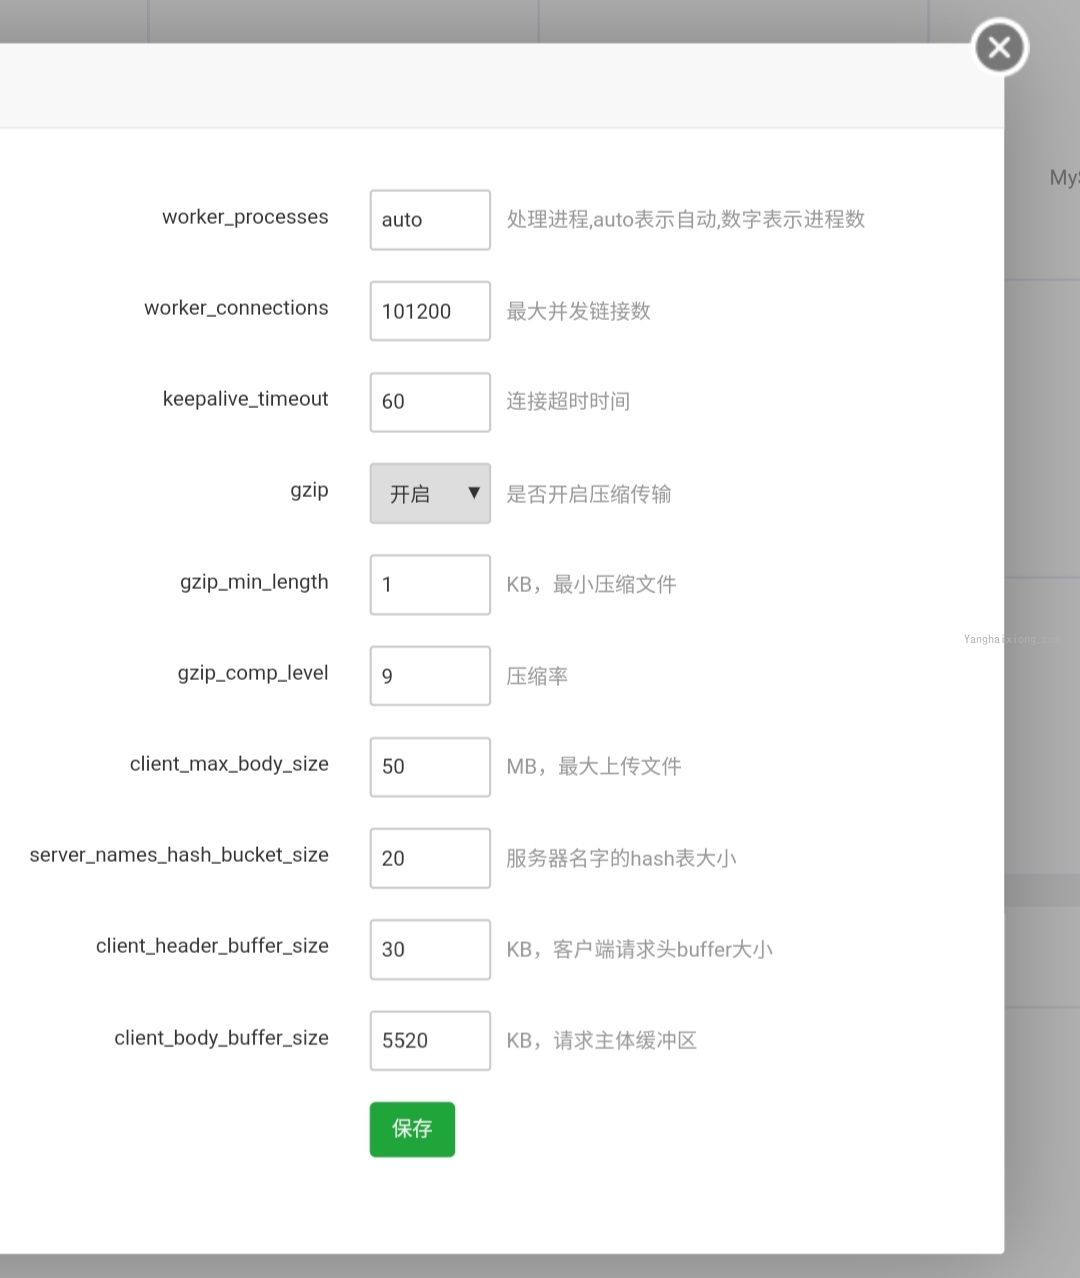 MyS
worker_processes auto 处理进程,auto表示自动,数字表示进程数
worker_connections 101200 最大并发链接数
keepalive_timeout 60 连接超时时间
gzip 开启 ▼ 是否开启压缩传输
gzip_min_length 1 KB，最小压缩文件
Yanghaixiong.com
gzip_comp_level 9 压缩率
client_max_body_size 50 MB，最大上传文件
server_names_hash_bucket_size 20 服务器名字的hash表大小
client_header_buffer_size 30 KB，客户端请求头buffer大小
client_body_buffer_size 5520 KB，请求主体缓冲区
保存